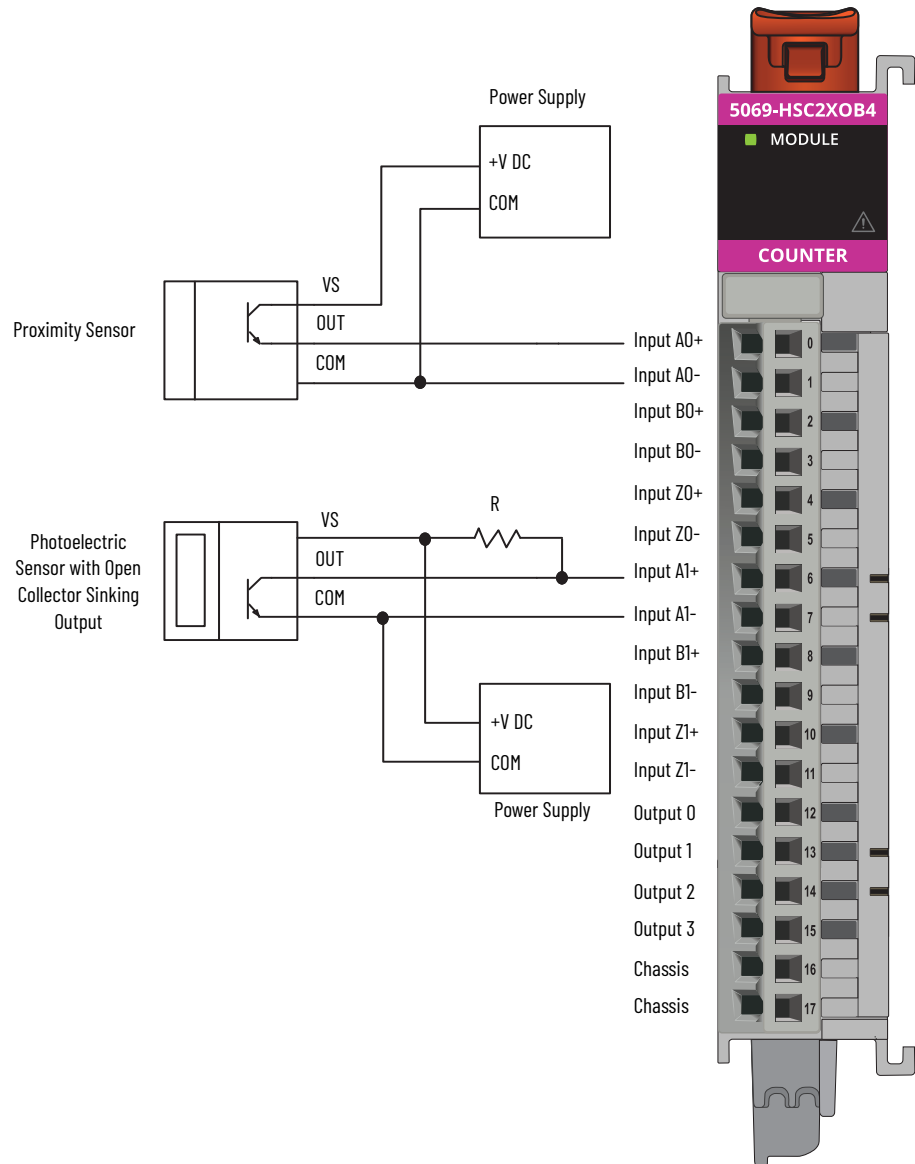 5069-HSC2XOB4
MODULE
COUNTER
Power Supply
+V DC
COM
Proximity Sensor
VS
OUT
COM
Photoelectric
Sensor with Open
Collector Sinking
Output
VS
OUT
COM
R
+V DC
COM
Power Supply
Input A0+ 0
Input A0- 1
Input B0+ 2
Input B0- 3
Input Z0+ 4
Input Z0- 5
Input A1+ 6
Input A1- 7
Input B1+ 8
Input B1- 9
Input Z1+ 10
Input Z1- 11
Output 0 12
Output 1 13
Output 2 14
Output 3 15
Chassis 16
Chassis 17